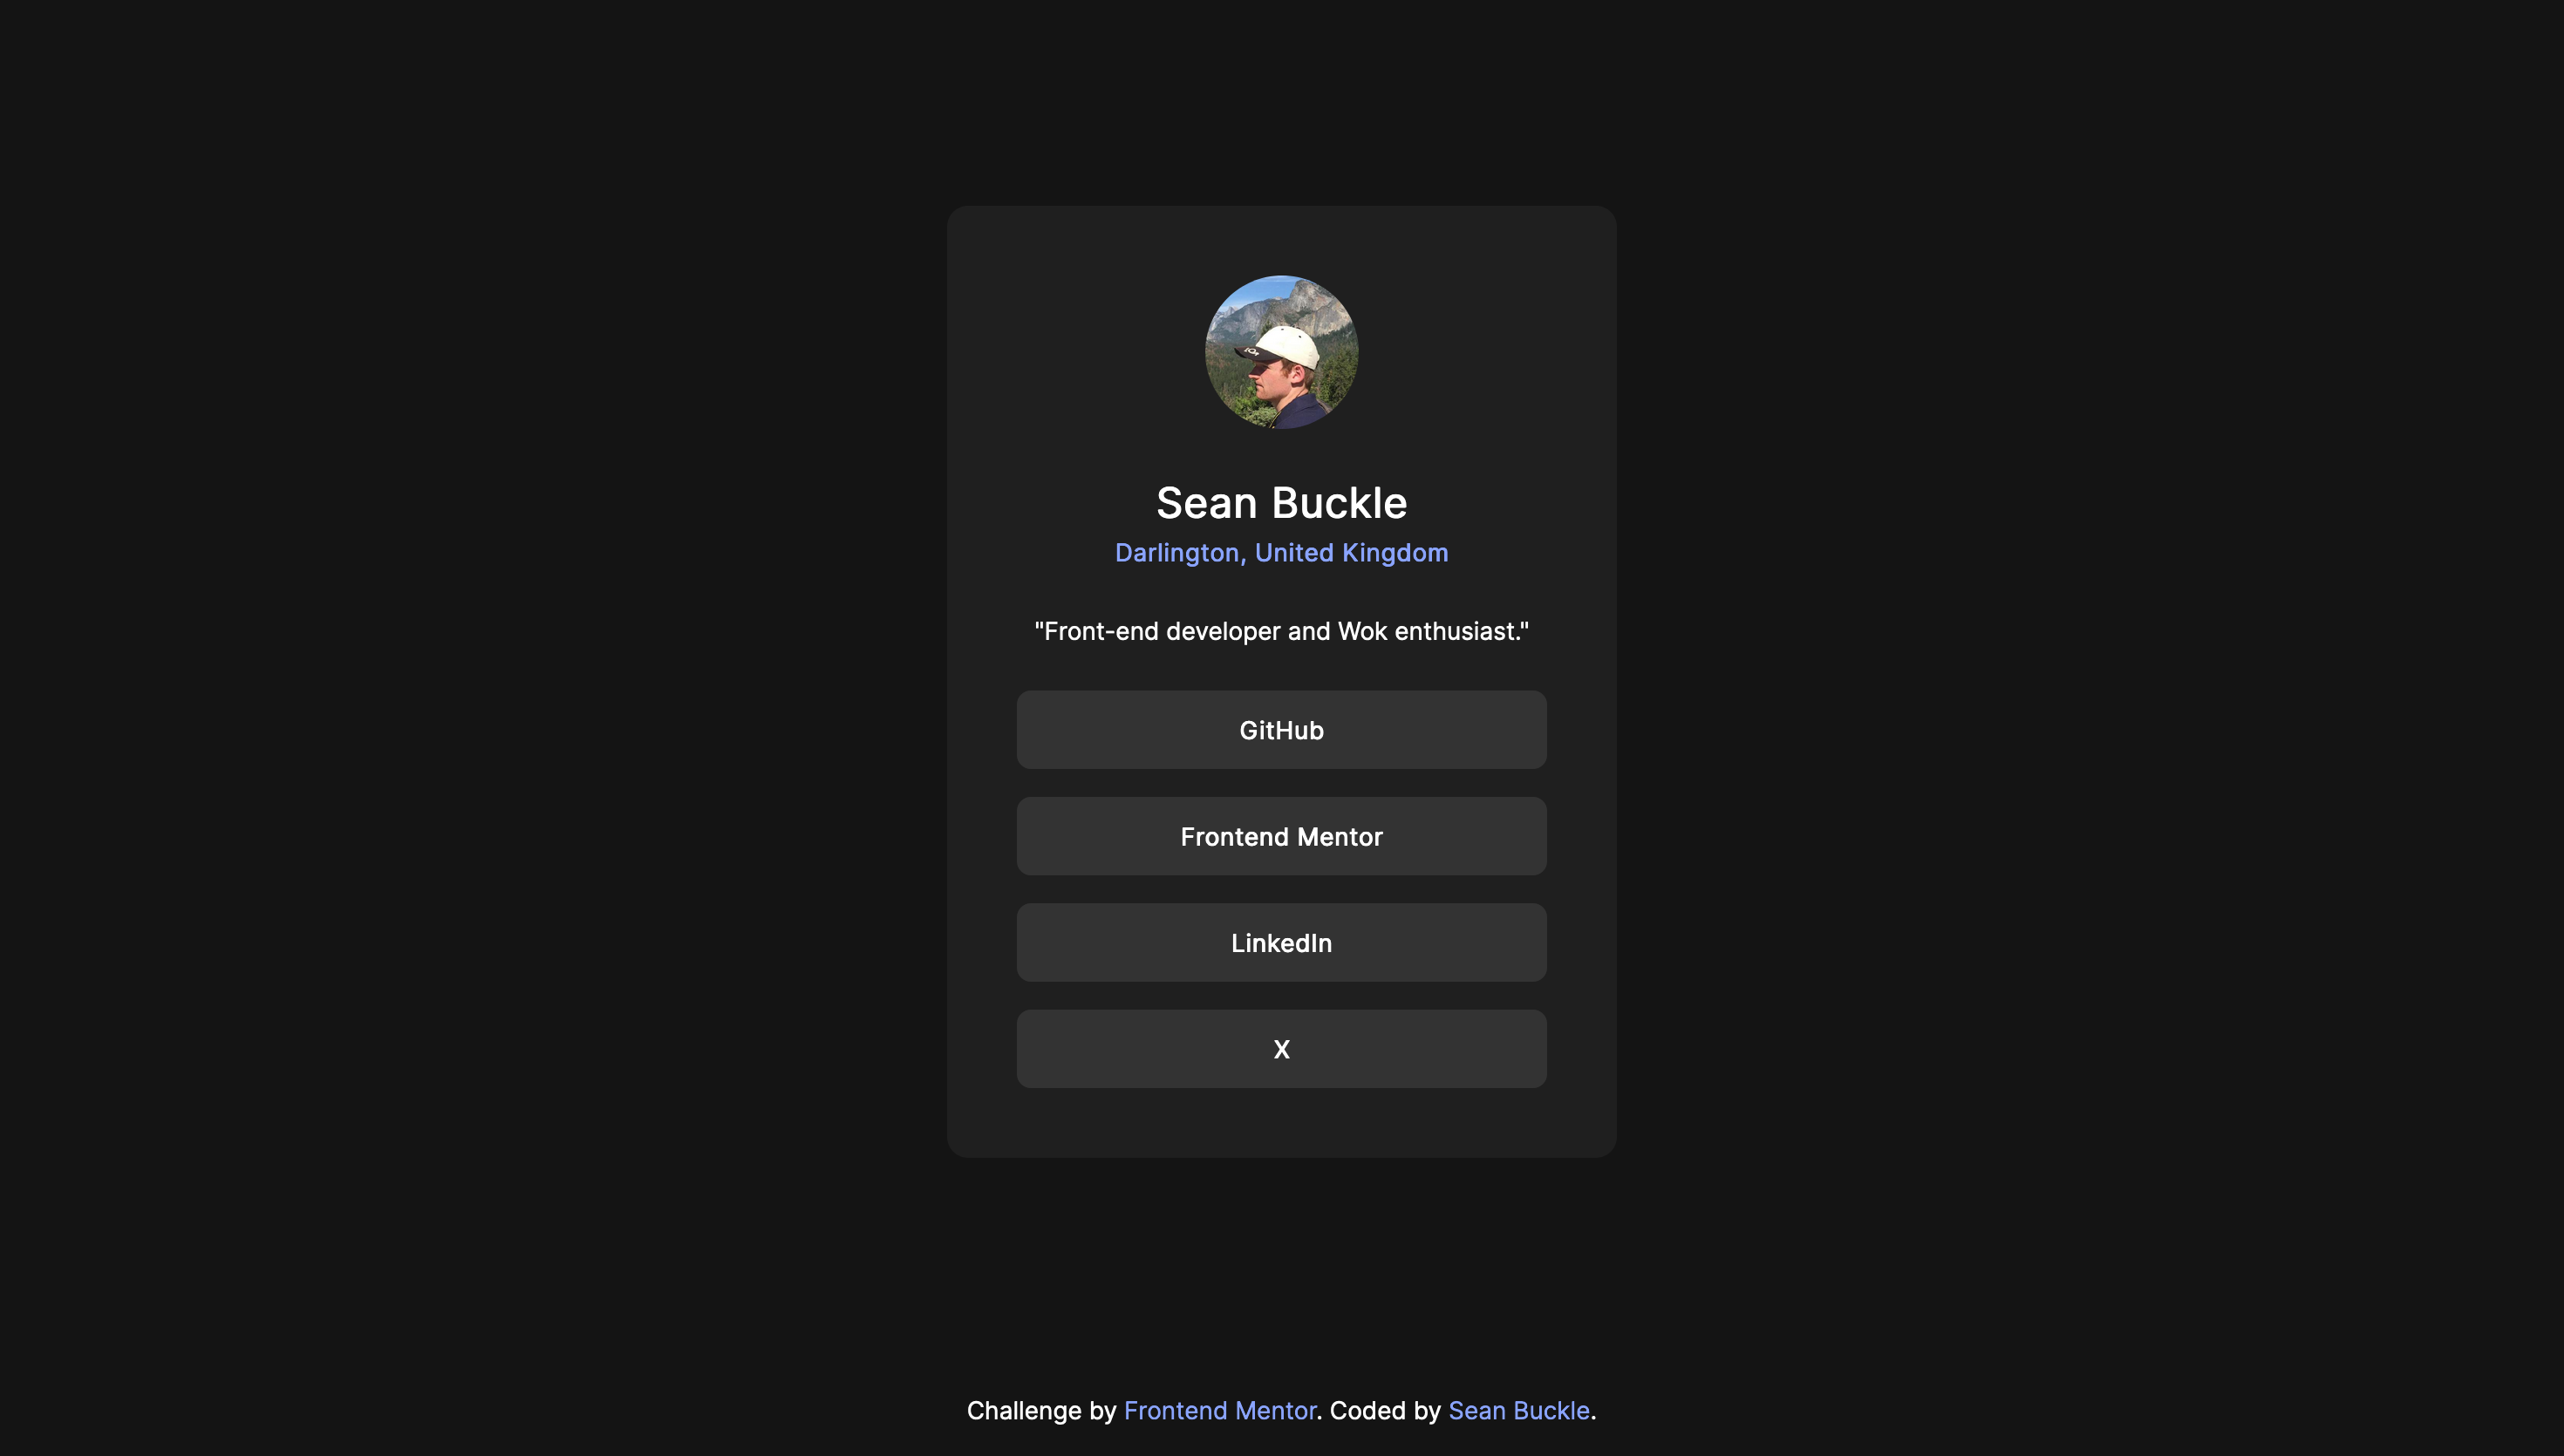 Sean Buckle
Darlington, United Kingdom
"Front-end developer and Wok enthusiast."
GitHub
Frontend Mentor
LinkedIn
X
Challenge by Frontend Mentor. Coded by Sean Buckle.